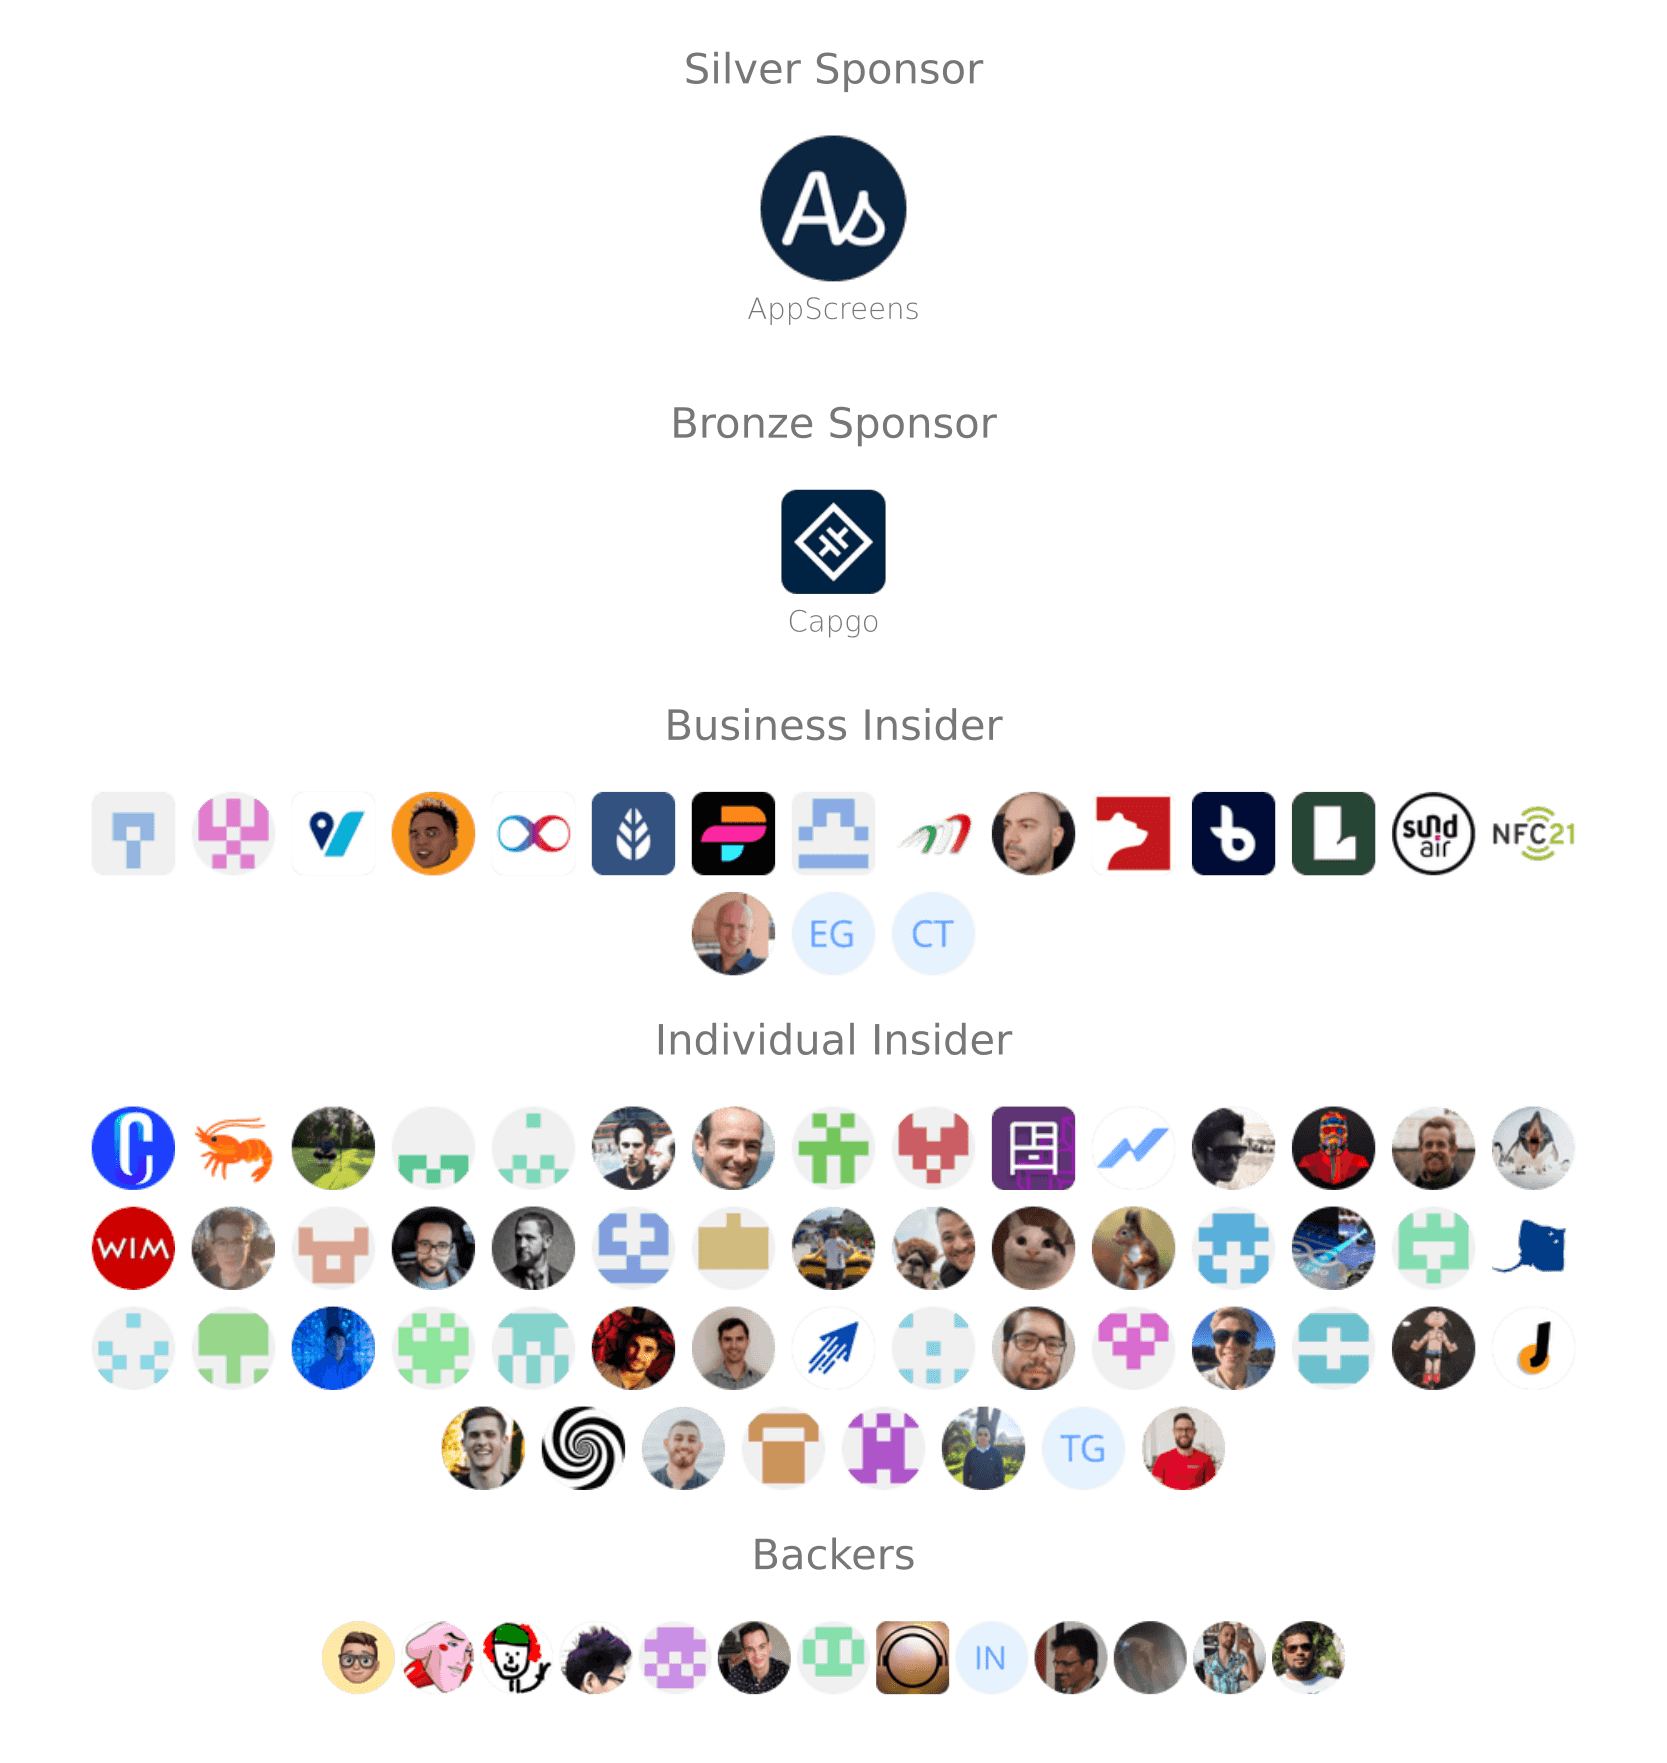 Silver Sponsor
As
AppScreens
Bronze Sponsor
Capgo
Business Insider
sund
air
NFC21
EG CT
Individual Insider
C
WIM
TG
Backers
IN